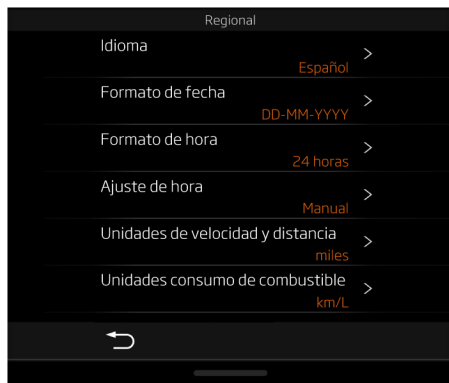 Regional
Idioma
Español
Formato de fecha
DD-MM-YYYY
Formato de hora
24 horas
Ajuste de hora
Manual
Unidades de velocidad y distancia
miles
Unidades consumo de combustible
km/L